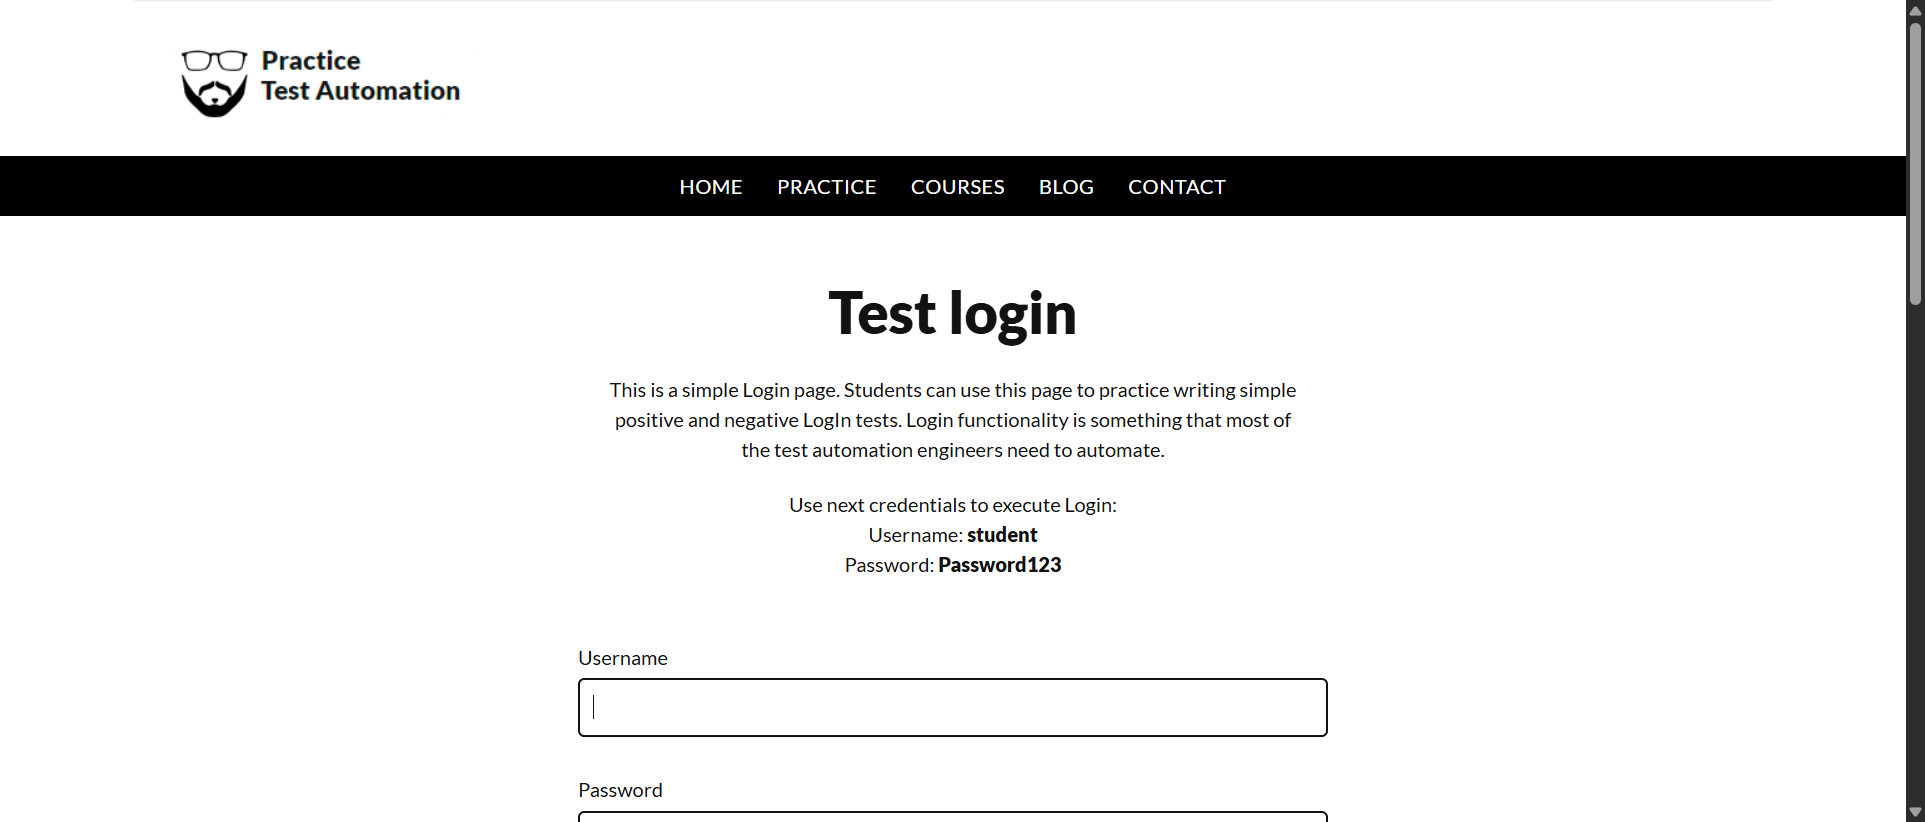 Practice
Test Automation
HOME PRACTICE COURSES BLOG CONTACT
Test login
This is a simple Login page. Students can use this page to practice writing simple
positive and negative LogIn tests. Login functionality is something that most of
the test automation engineers need to automate.
Use next credentials to execute Login:
Username: student
Password: Password123
Username
Password